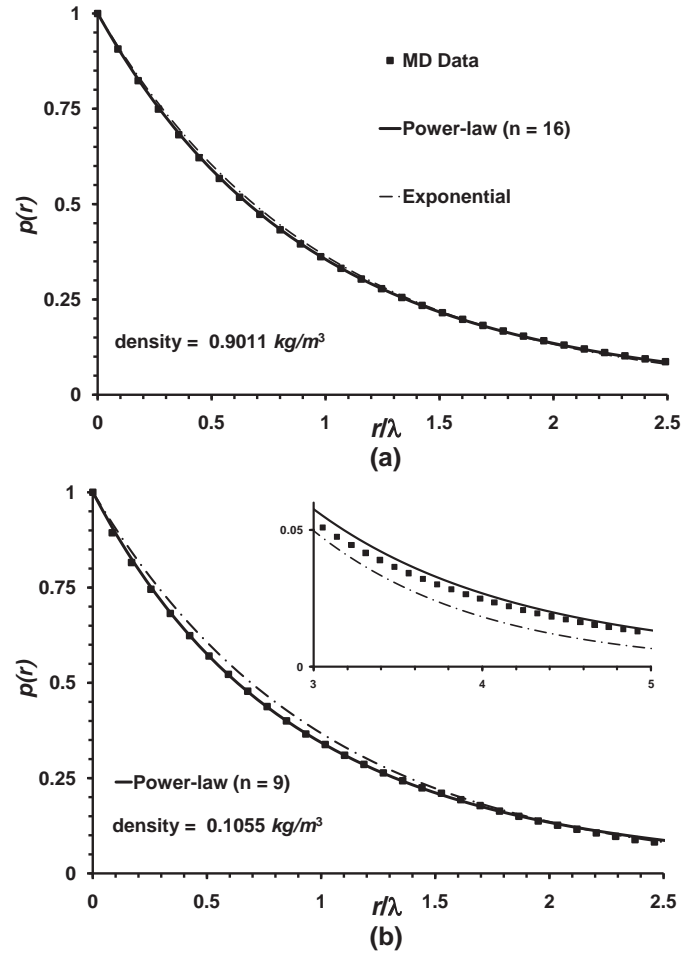 1
0.75
0.5
0.25
0
p(r)
MD Data
Power-law (n = 16)
Exponential
density = 0.9011 kg/m³
0 0.5 1 1.5 2 2.5
r/λ
(a)
1
0.75
0.5
0.25
0
p(r)
0.05
0
3 4 5
Power-law (n = 9)
density = 0.1055 kg/m³
0 0.5 1 1.5 2 2.5
r/λ
(b)